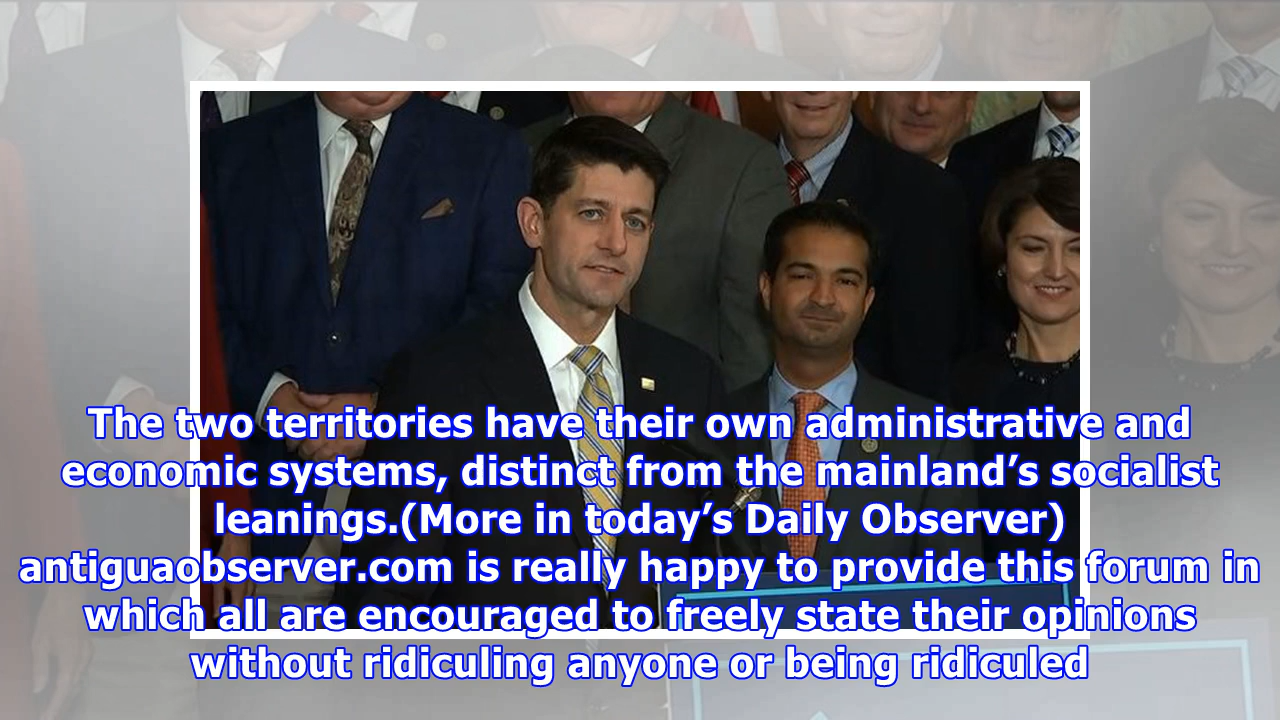 The two territories have their own administrative and
economic systems, distinct from the mainland’s socialist
leanings.(More in today’s Daily Observer)
antiguaobserver.com is really happy to provide this forum in
which all are encouraged to freely state their opinions
without ridiculing anyone or being ridiculed